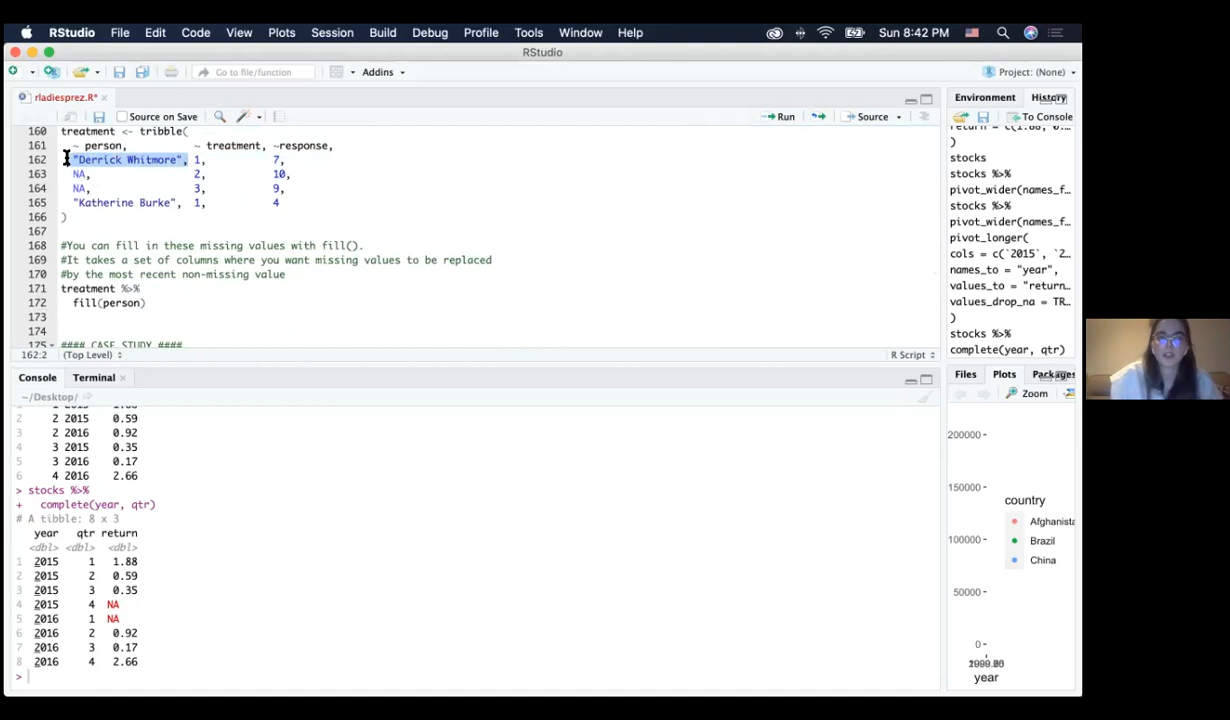 RStudio File Edit Code View Plots Session Build Debug Profile Tools Window Help Sun 8:42 PM
RStudio
Go to file/function Addins Project: (None)
rladiesprez.R*
Source on Save Run Source
160 treatment <- tribble(
161 ~ person, ~ treatment, ~response,
162 "Derrick Whitmore", 1, 7,
163 NA, 2, 10,
164 NA, 3, 9,
165 "Katherine Burke", 1, 4
166 )
167
168 #You can fill in these missing values with fill().
169 #It takes a set of columns where you want missing values to be replaced
170 #by the most recent non-missing value
171 treatment %>%
172 fill(person)
173
174
175 #### CASE STUDY ####
162:2 (Top Level) R Script
Console Terminal
~/Desktop/
2 2 2015 0.59
3 2 2016 0.92
4 3 2015 0.35
5 3 2016 0.17
6 4 2016 2.66
> stocks %>%
+ complete(year, qtr)
# A tibble: 8 x 3
year qtr return
<dbl> <dbl> <dbl>
1 2015 1 1.88
2 2015 2 0.59
3 2015 3 0.35
4 2015 4 NA
5 2016 1 NA
6 2016 2 0.92
7 2016 3 0.17
8 2016 4 2.66
>
Environment History
To Console
return = c(1.88, 0…
)
stocks
stocks %>%
pivot_wider(names_f…
stocks %>%
pivot_wider(names_f…
pivot_longer(
cols = c(`2015`, `2…
names_to = "year",
values_to = "return…
values_drop_na = TR…
)
stocks %>%
complete(year, qtr)
Files Plots Packages
Zoom
200000
150000
100000
50000
0
country
Afghanista
Brazil
China
year